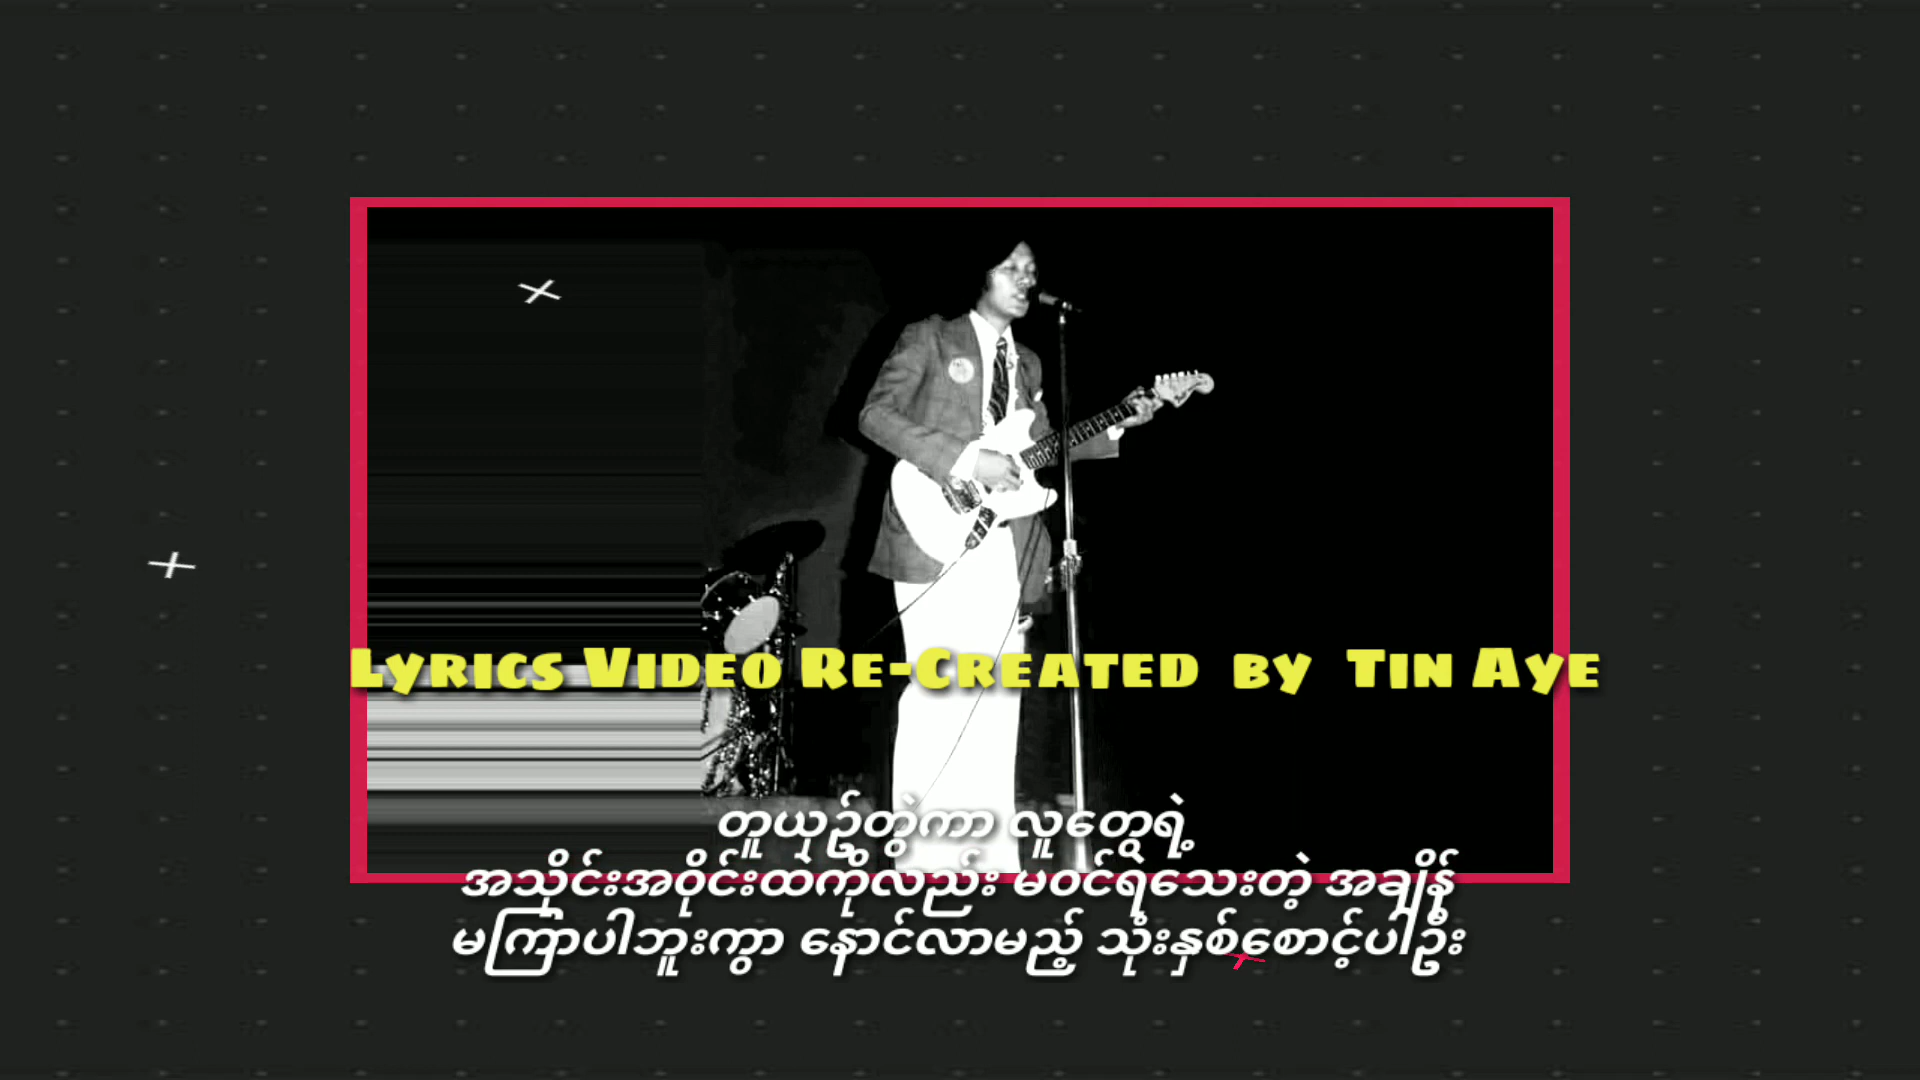 Lyrics Video Re-Created by Tin Aye
တူယှဉ်တွဲကာ လူတွေရဲ့
အသိုင်းအဝိုင်းထဲကိုလည်း မဝင်ရဲသေးတဲ့ အချိန်
မကြာပါဘူးကွာ နောင်လာမည့် သုံးနှစ်စောင့်ပါဦး